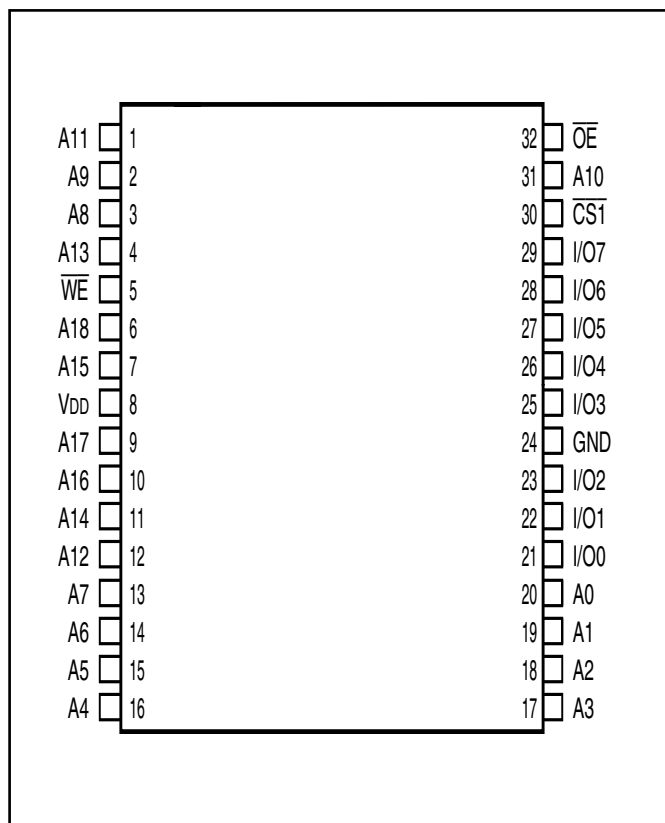 A11 1 32 O̅E̅
A9 2 31 A10
A8 3 30 C̅S̅1̅
A13 4 29 I/O7
W̅E̅ 5 28 I/O6
A18 6 27 I/O5
A15 7 26 I/O4
VDD 8 25 I/O3
A17 9 24 GND
A16 10 23 I/O2
A14 11 22 I/O1
A12 12 21 I/O0
A7 13 20 A0
A6 14 19 A1
A5 15 18 A2
A4 16 17 A3